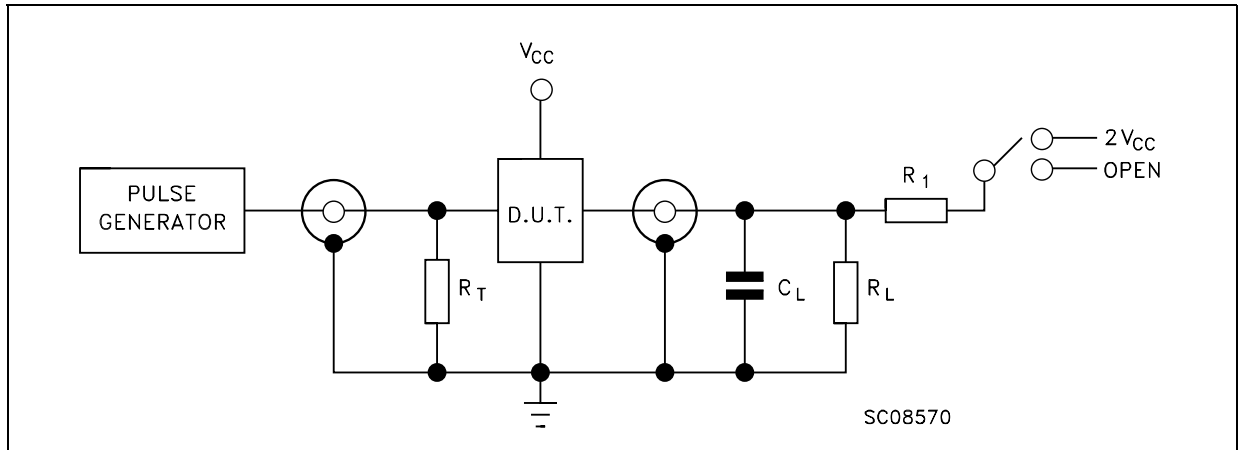 VCC
2VCC
OPEN
R1
PULSE
GENERATOR
D.U.T.
RT
CL
RL
SC08570